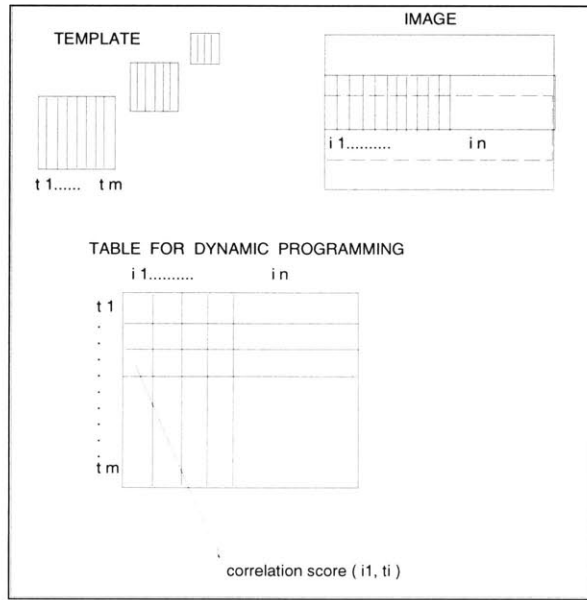 IMAGE
TEMPLATE
i 1.......... i n
t 1...... t m
TABLE FOR DYNAMIC PROGRAMMING
i 1.......... i n
t 1
.
.
.
.
.
.
.
.
.
t m
correlation score ( i1, ti )